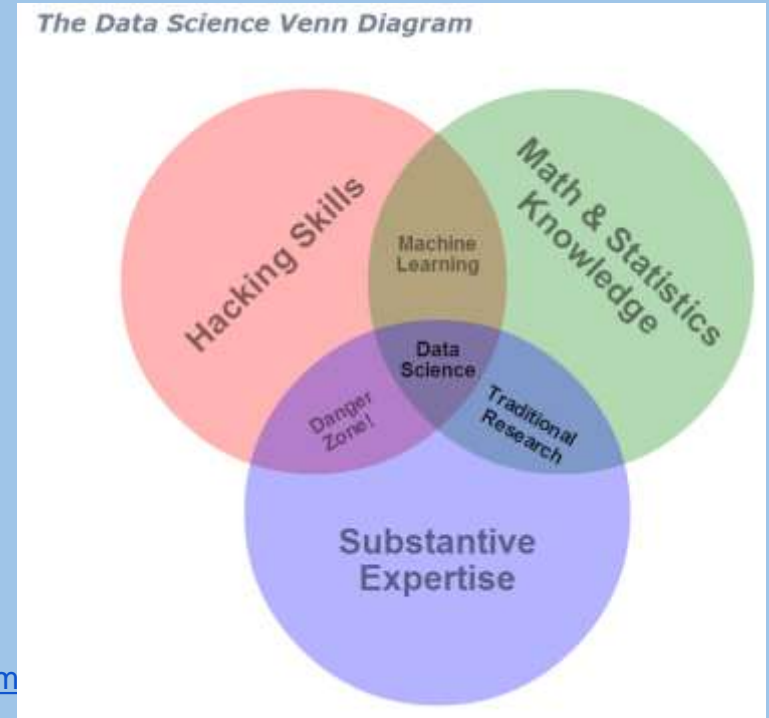 The Data Science Venn Diagram
Hacking Skills
Math & Statistics
Knowledge
Machine
Learning
Data
Science
Danger
Zone!
Traditional
Research
Substantive
Expertise
m